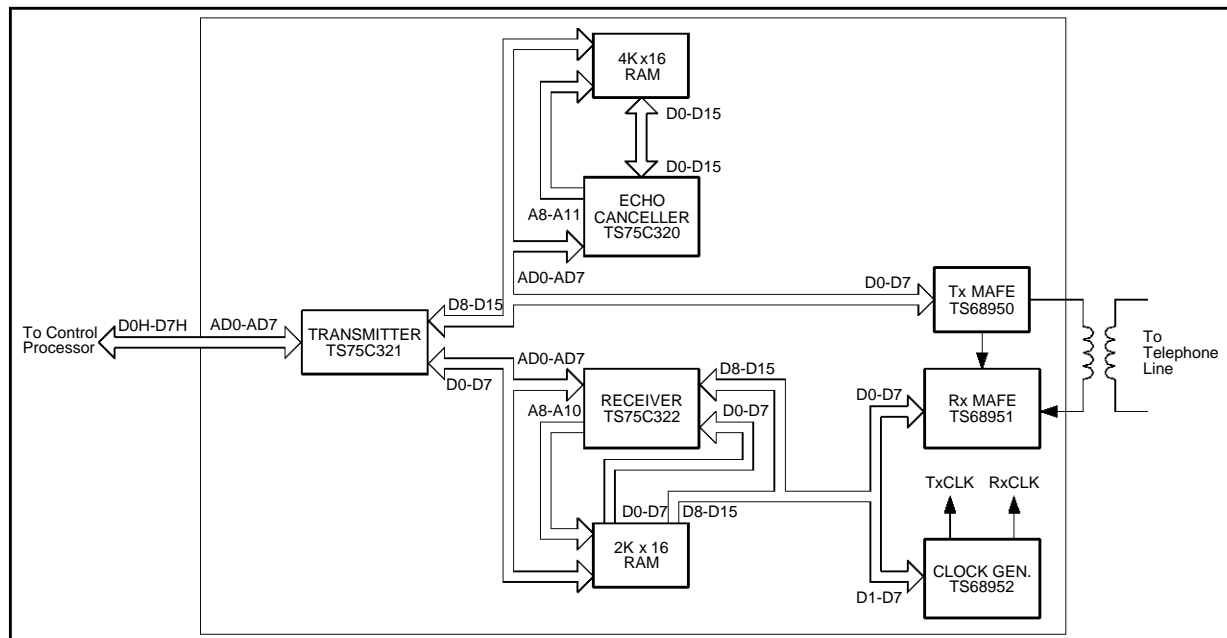 4K x16
RAM
D0-D15
D0-D15
ECHO
CANCELLER
TS75C320
A8-A11
AD0-AD7
D8-D15
D0-D7
Tx MAFE
TS68950
To Control
Processor
D0H-D7H
AD0-AD7
TRANSMITTER
TS75C321
To
Telephone
Line
AD0-AD7
D0-D7
D8-D15
RECEIVER
TS75C322
A8-A10
D0-D7
D0-D7
Rx MAFE
TS68951
TxCLK
RxCLK
D0-D7
D8-D15
2K x 16
RAM
CLOCK GEN.
TS68952
D1-D7